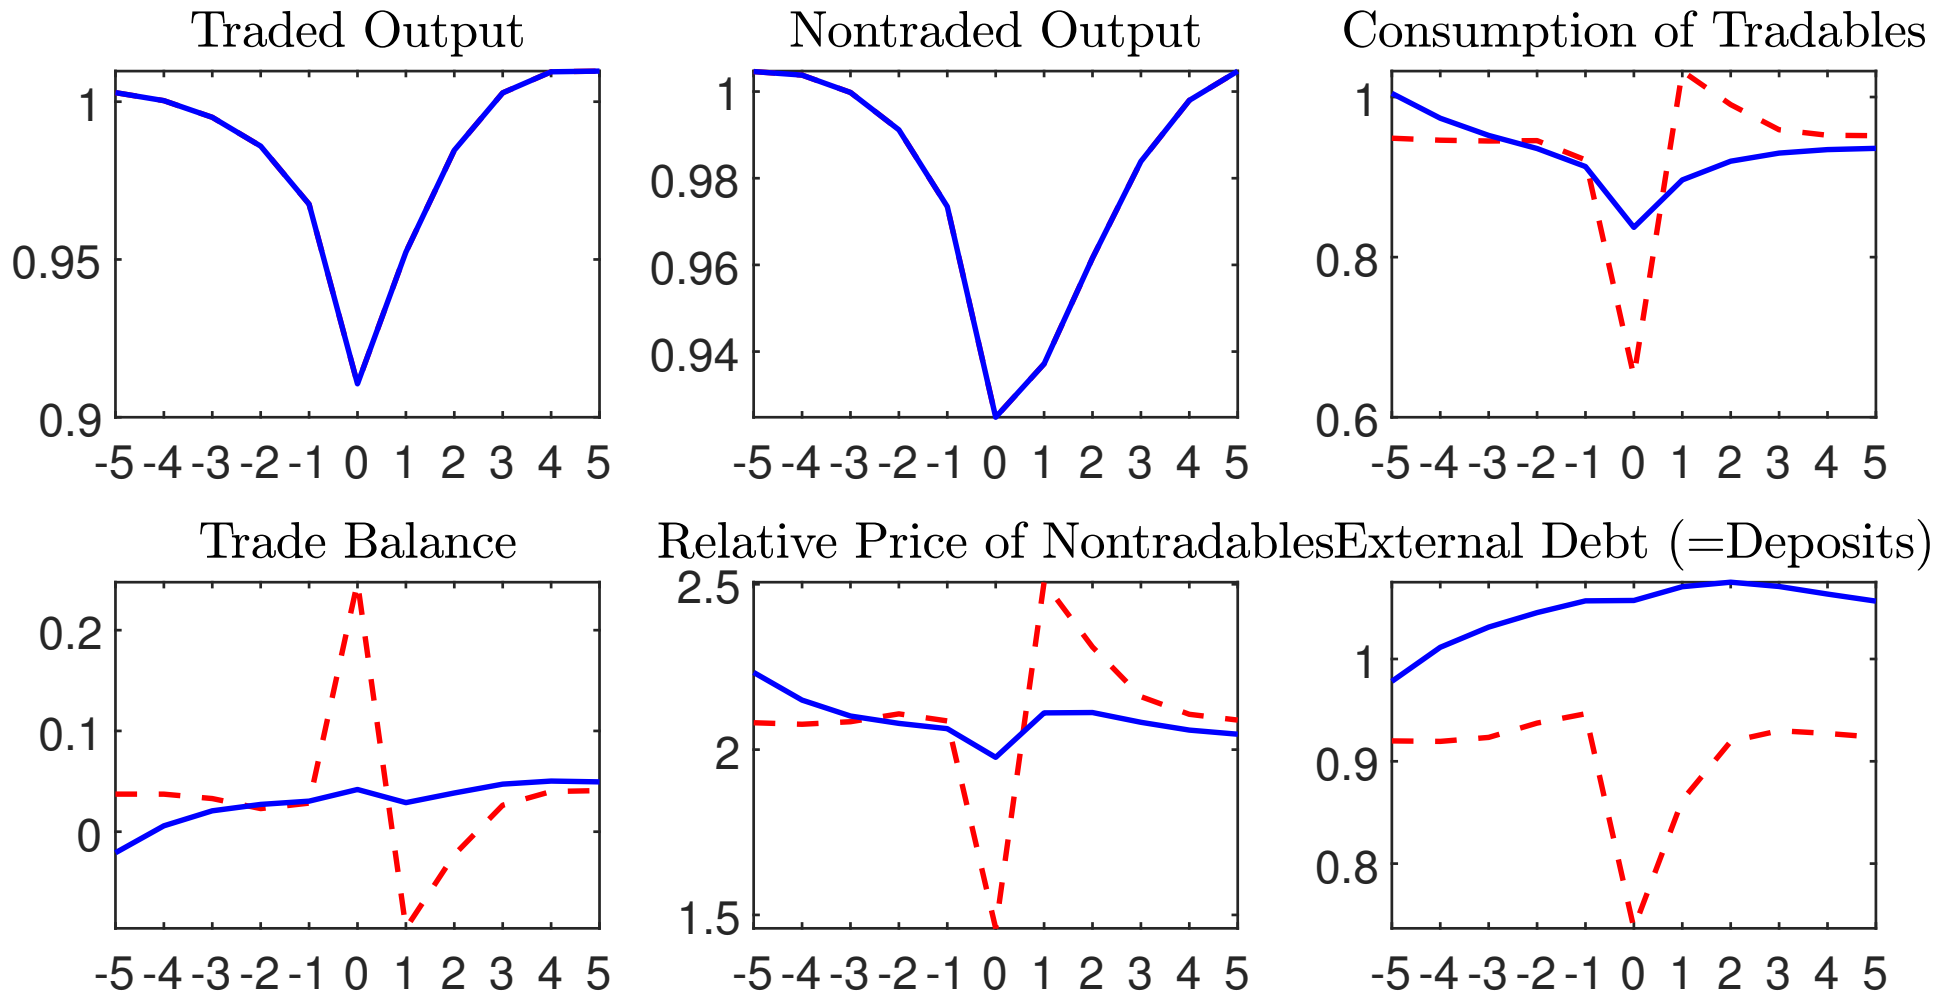 Traded Output
1
0.95
0.9
-5 -4 -3 -2 -1 0 1 2 3 4 5
Nontraded Output
1
0.98
0.96
0.94
-5 -4 -3 -2 -1 0 1 2 3 4 5
Consumption of Tradables
1
0.8
0.6
-5 -4 -3 -2 -1 0 1 2 3 4 5
Trade Balance
0.2
0.1
0
-5 -4 -3 -2 -1 0 1 2 3 4 5
Relative Price of Nontradables
2.5
2
1.5
-5 -4 -3 -2 -1 0 1 2 3 4 5
External Debt (=Deposits)
1
0.9
0.8
-5 -4 -3 -2 -1 0 1 2 3 4 5